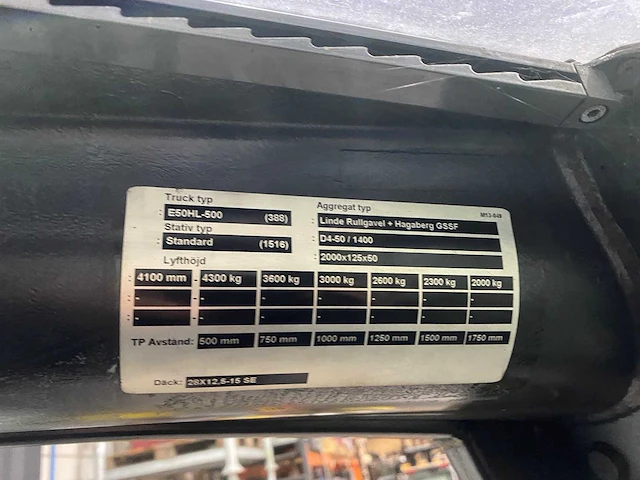 Truck typ
E50HL-500 (388)
Stativ typ
Standard (1516)
Lyfthöjd
Aggregat typ
M13-849
Linde Rullgavel + Hagaberg GSSF
D4-50 / 1400
2000x125x50
4100 mm 4300 kg 3600 kg 3000 kg 2600 kg 2300 kg 2000 kg
- - - - - - -
- - - - - - -
TP Avstånd: 500 mm 750 mm 1000 mm 1250 mm 1500 mm 1750 mm
Däck: 28X12,5-15 SE